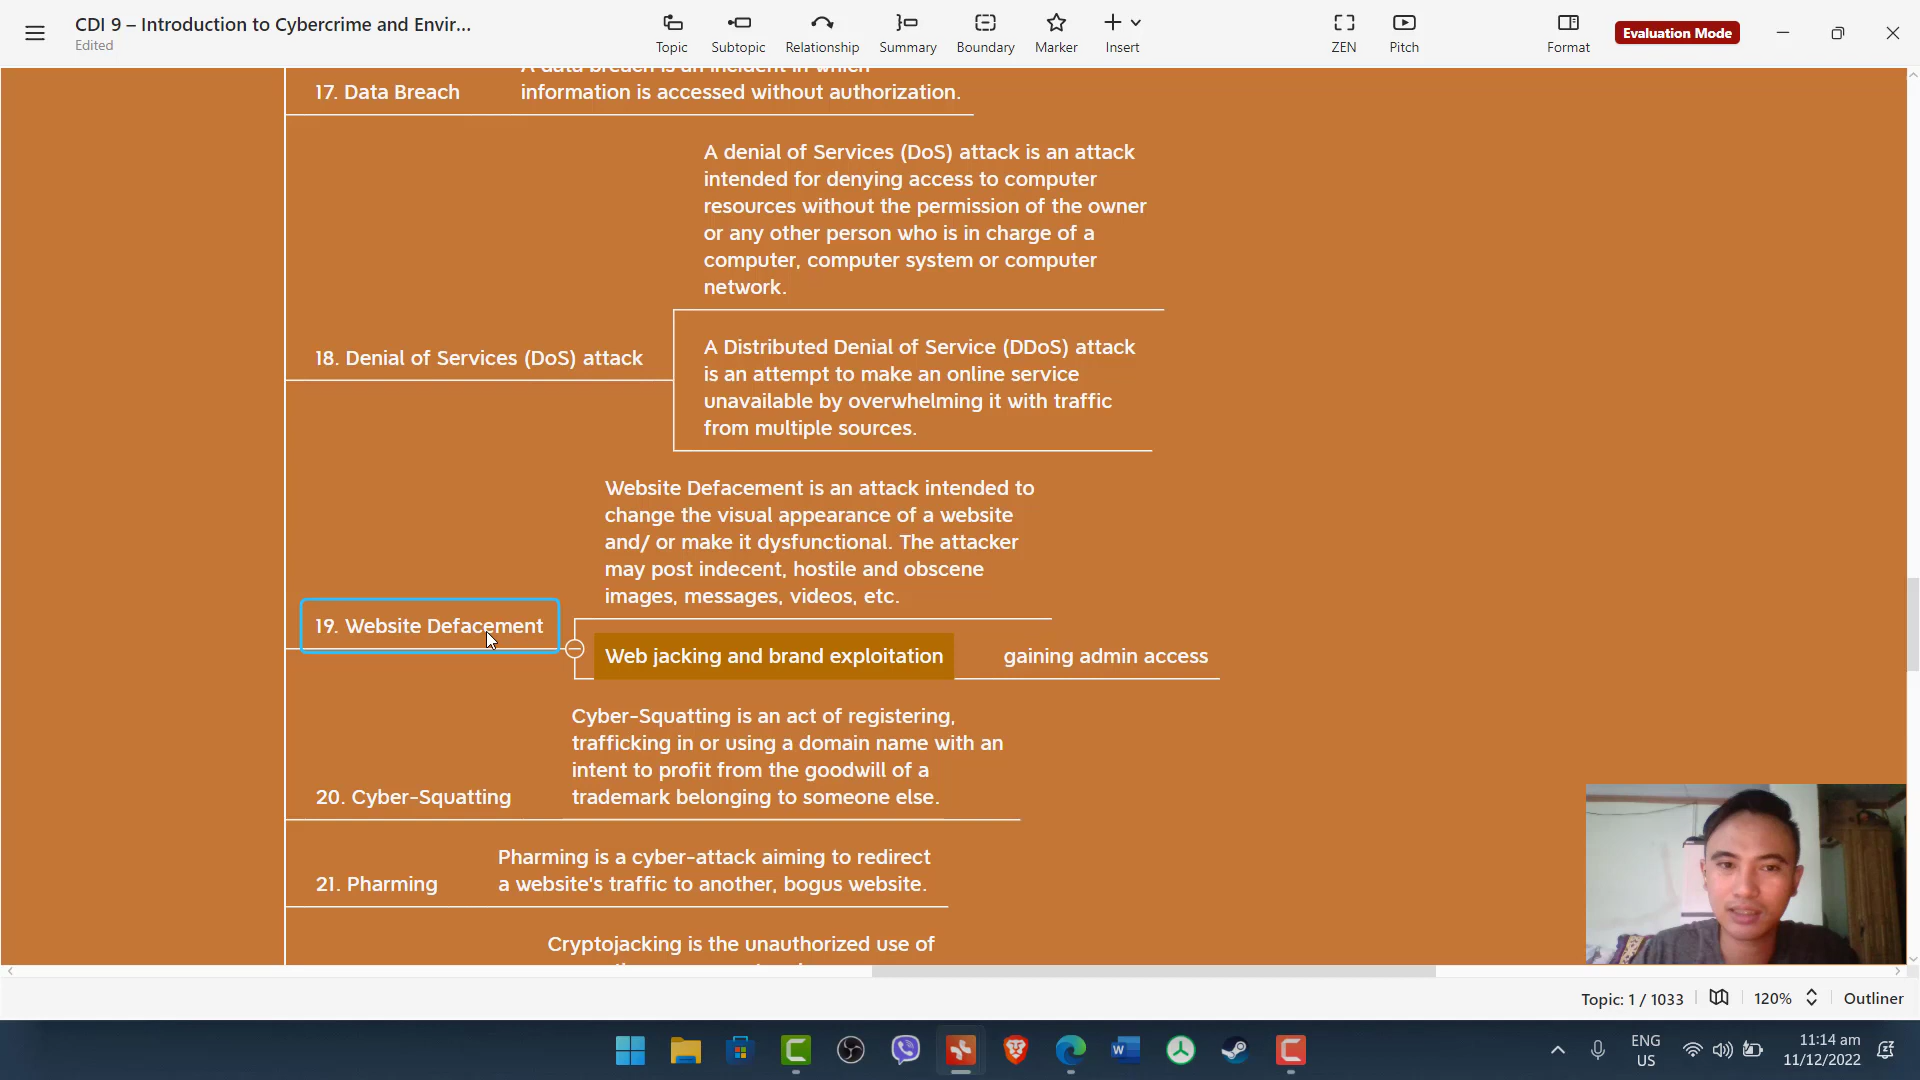 CDI 9 – Introduction to Cybercrime and Envir...
Edited
Topic
Subtopic
Relationship
Summary
Boundary
Marker
Insert
ZEN
Pitch
Format
Evaluation Mode
A data breach is an incident in which
17. Data Breach
information is accessed without authorization.
A denial of Services (DoS) attack is an attack
intended for denying access to computer
resources without the permission of the owner
or any other person who is in charge of a
computer, computer system or computer
network.
18. Denial of Services (DoS) attack
A Distributed Denial of Service (DDoS) attack
is an attempt to make an online service
unavailable by overwhelming it with traffic
from multiple sources.
Website Defacement is an attack intended to
change the visual appearance of a website
and/ or make it dysfunctional. The attacker
may post indecent, hostile and obscene
images, messages, videos, etc.
19. Website Defacement
Web jacking and brand exploitation
gaining admin access
Cyber-Squatting is an act of registering,
trafficking in or using a domain name with an
intent to profit from the goodwill of a
trademark belonging to someone else.
20. Cyber-Squatting
Pharming is a cyber-attack aiming to redirect
a website's traffic to another, bogus website.
21. Pharming
Cryptojacking is the unauthorized use of
Topic: 1 / 1033
120%
Outliner
ENG
US
11:14 am
11/12/2022